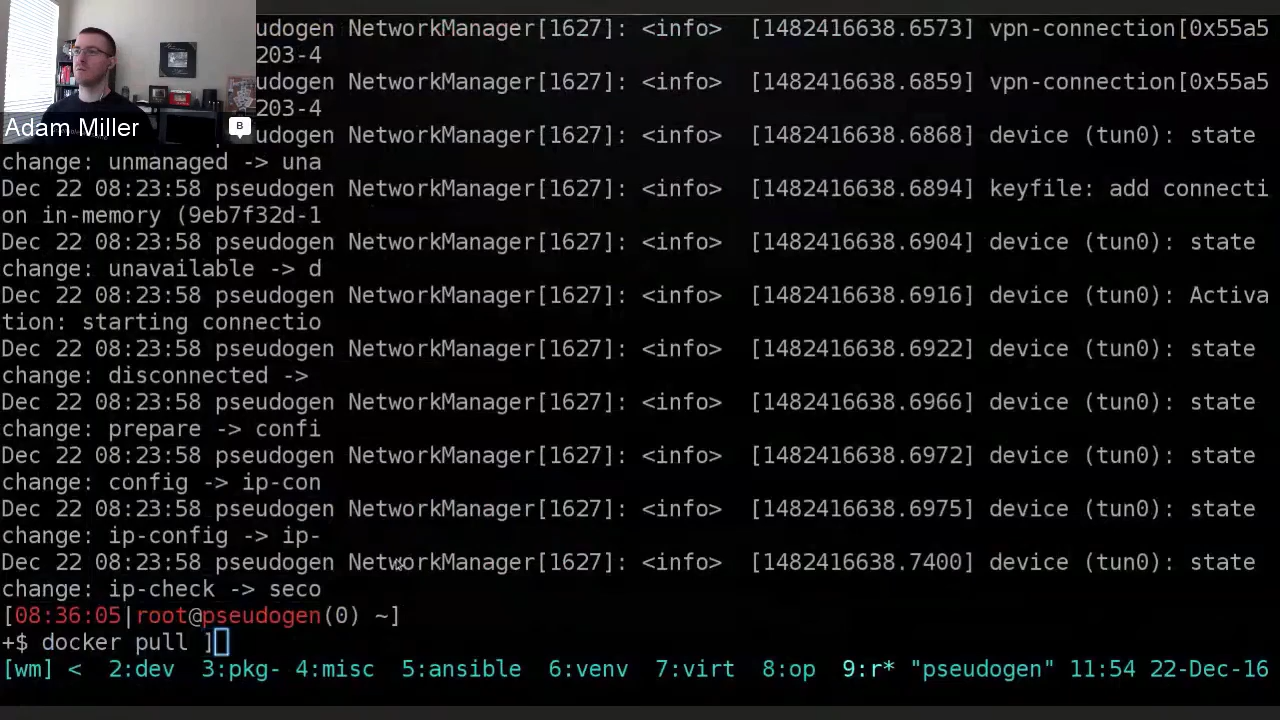 udogen NetworkManager[1627]: <info>  [1482416638.6573] vpn-connection[0x55a5
203-4
udogen NetworkManager[1627]: <info>  [1482416638.6859] vpn-connection[0x55a5
203-4
Adam Miller
B
udogen NetworkManager[1627]: <info>  [1482416638.6868] device (tun0): state
change: unmanaged -> una
Dec 22 08:23:58 pseudogen NetworkManager[1627]: <info>  [1482416638.6894] keyfile: add connecti
on in-memory (9eb7f32d-1
Dec 22 08:23:58 pseudogen NetworkManager[1627]: <info>  [1482416638.6904] device (tun0): state
change: unavailable -> d
Dec 22 08:23:58 pseudogen NetworkManager[1627]: <info>  [1482416638.6916] device (tun0): Activa
tion: starting connectio
Dec 22 08:23:58 pseudogen NetworkManager[1627]: <info>  [1482416638.6922] device (tun0): state
change: disconnected ->
Dec 22 08:23:58 pseudogen NetworkManager[1627]: <info>  [1482416638.6966] device (tun0): state
change: prepare -> confi
Dec 22 08:23:58 pseudogen NetworkManager[1627]: <info>  [1482416638.6972] device (tun0): state
change: config -> ip-con
Dec 22 08:23:58 pseudogen NetworkManager[1627]: <info>  [1482416638.6975] device (tun0): state
change: ip-config -> ip-
Dec 22 08:23:58 pseudogen NetworkManager[1627]: <info>  [1482416638.7400] device (tun0): state
change: ip-check -> seco
[08:36:05|root@pseudogen(0) ~]
+$ docker pull ]
[wm] <  2:dev  3:pkg- 4:misc  5:ansible  6:venv  7:virt  8:op  9:r* "pseudogen" 11:54 22-Dec-16